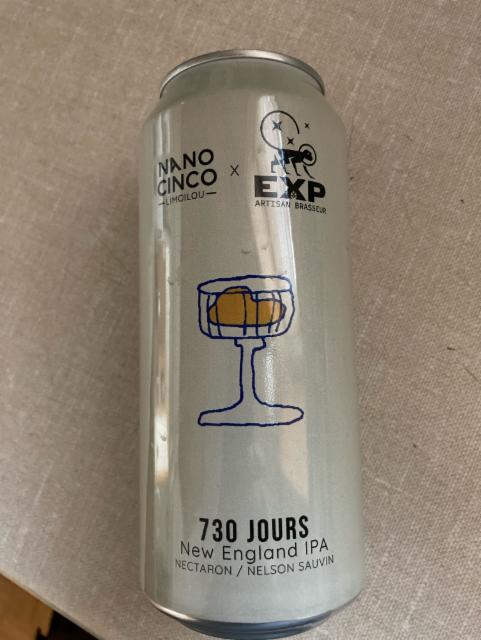 NANO
CINCO
LIMOILOU
X
EXP
ARTISAN BRASSEUR
730 JOURS
New England IPA
NECTARON / NELSON SAUVIN